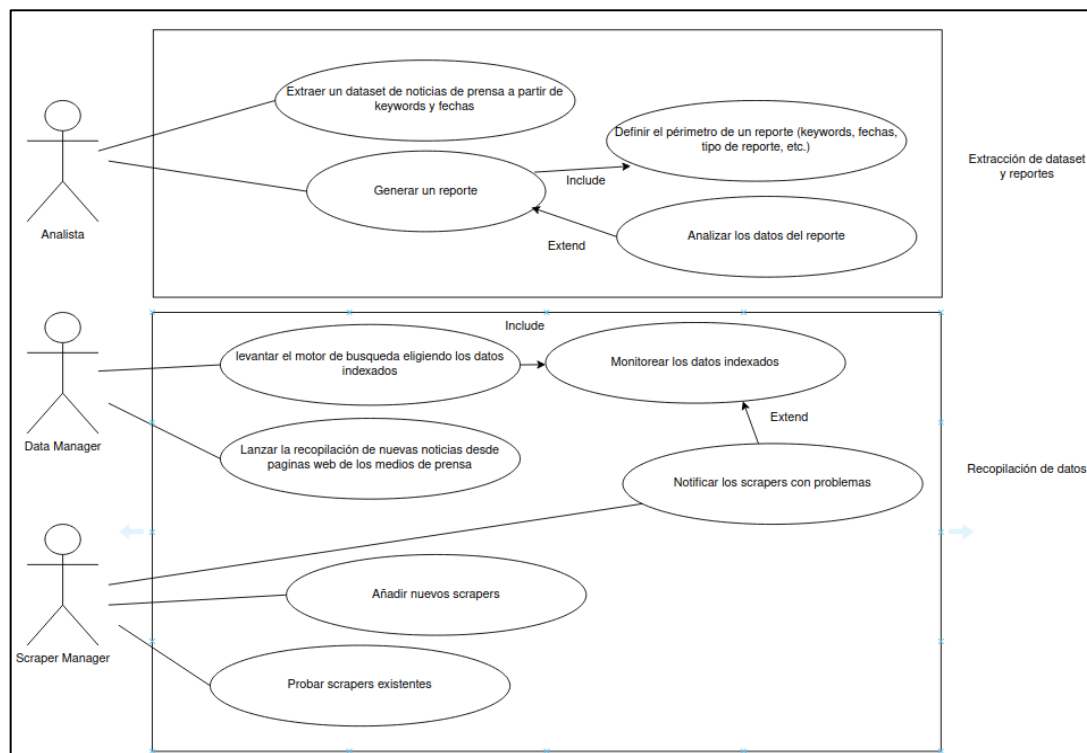 Extraer un dataset de noticias de prensa a partir de
keywords y fechas
Definir el périmetro de un reporte (keywords, fechas,
tipo de reporte, etc.)
Extracción de dataset
y reportes
Include
Generar un reporte
Analista
Extend
Analizar los datos del reporte
Include
levantar el motor de busqueda eligiendo los datos
indexados
Monitorear los datos indexados
Extend
Data Manager
Lanzar la recopilación de nuevas noticias desde
paginas web de los medios de prensa
Recopilación de datos
Notificar los scrapers con problemas
Añadir nuevos scrapers
Scraper Manager
Probar scrapers existentes